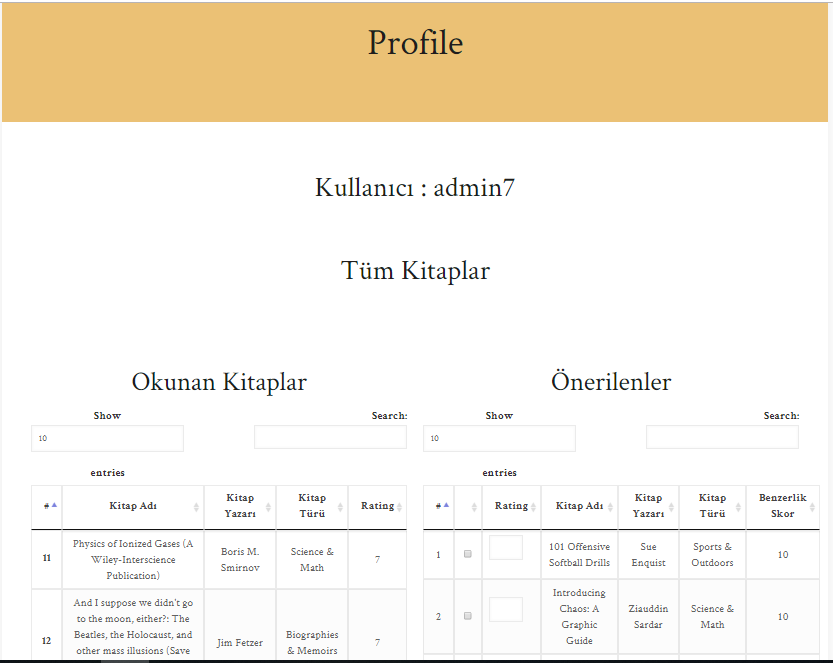 Profile
Kullanıcı : admin7
Tüm Kitaplar
Okunan Kitaplar
Show
10
entries
Search:
# Kitap Adı Kitap Yazarı Kitap Türü Rating
11 Physics of Ionized Gases (A Wiley-Interscience Publication) Boris M. Smirnov Science & Math 7
12 And I suppose we didn't go to the moon, either?: The Beatles, the Holocaust, and other mass illusions (Save Jim Fetzer Biographies & Memoirs 7
Önerilenler
Show
10
entries
Search:
# Rating Kitap Adı Kitap Yazarı Kitap Türü Benzerlik Skor
1 101 Offensive Softball Drills Sue Enquist Sports & Outdoors 10
2 Introducing Chaos: A Graphic Guide Ziauddin Sardar Science & Math 10